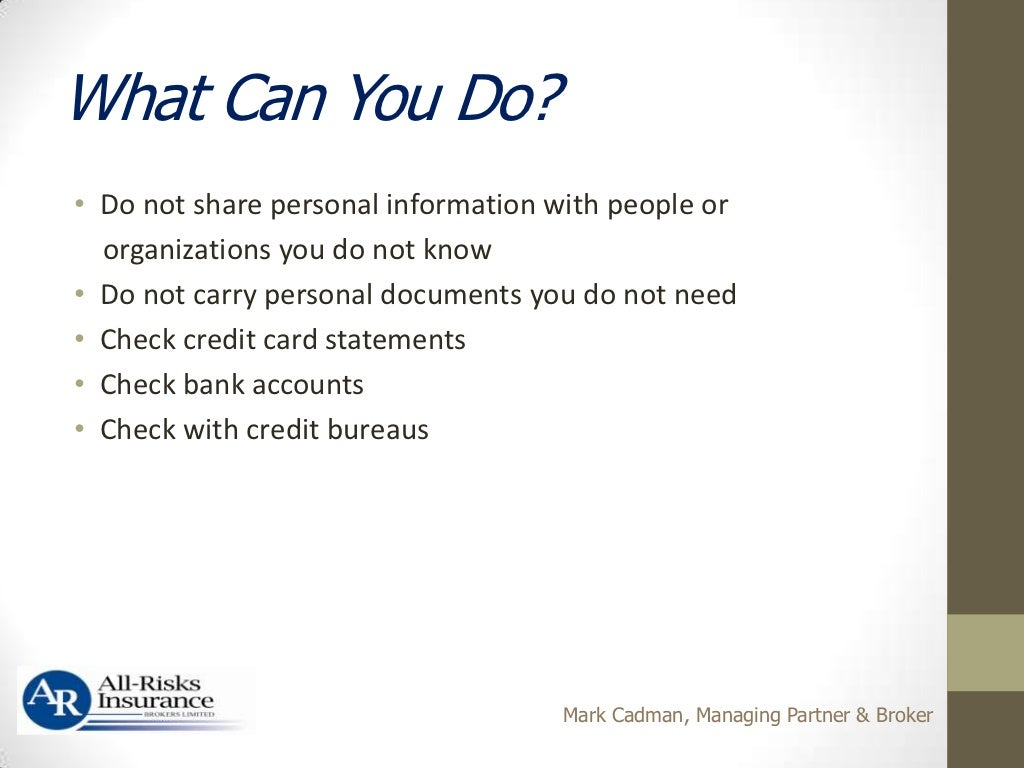 What Can You Do?
• Do not share personal information with people or
organizations you do not know
• Do not carry personal documents you do not need
• Check credit card statements
• Check bank accounts
• Check with credit bureaus
AR
All-Risks
Insurance
BROKERS LIMITED
Mark Cadman, Managing Partner & Broker